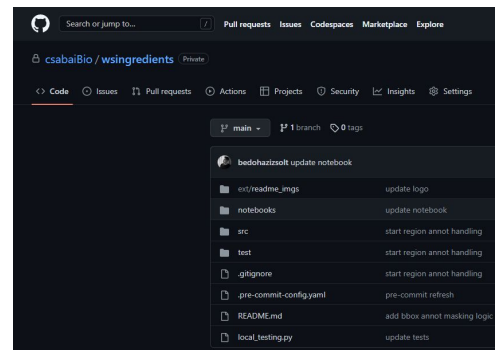 Search or jump to... / Pull requests Issues Codespaces Marketplace Explore
csabaiBio / wsingredients Private
<> Code Issues Pull requests Actions Projects Security Insights Settings
main 1 branch 0 tags
bedohazizsolt update notebook
ext/readme_imgs update logo
notebooks update notebook
src start region annot handling
test start region annot handling
.gitignore start region annot handling
.pre-commit-config.yaml pre-commit refresh
README.md add bbox annot masking logic
local_testing.py update tests